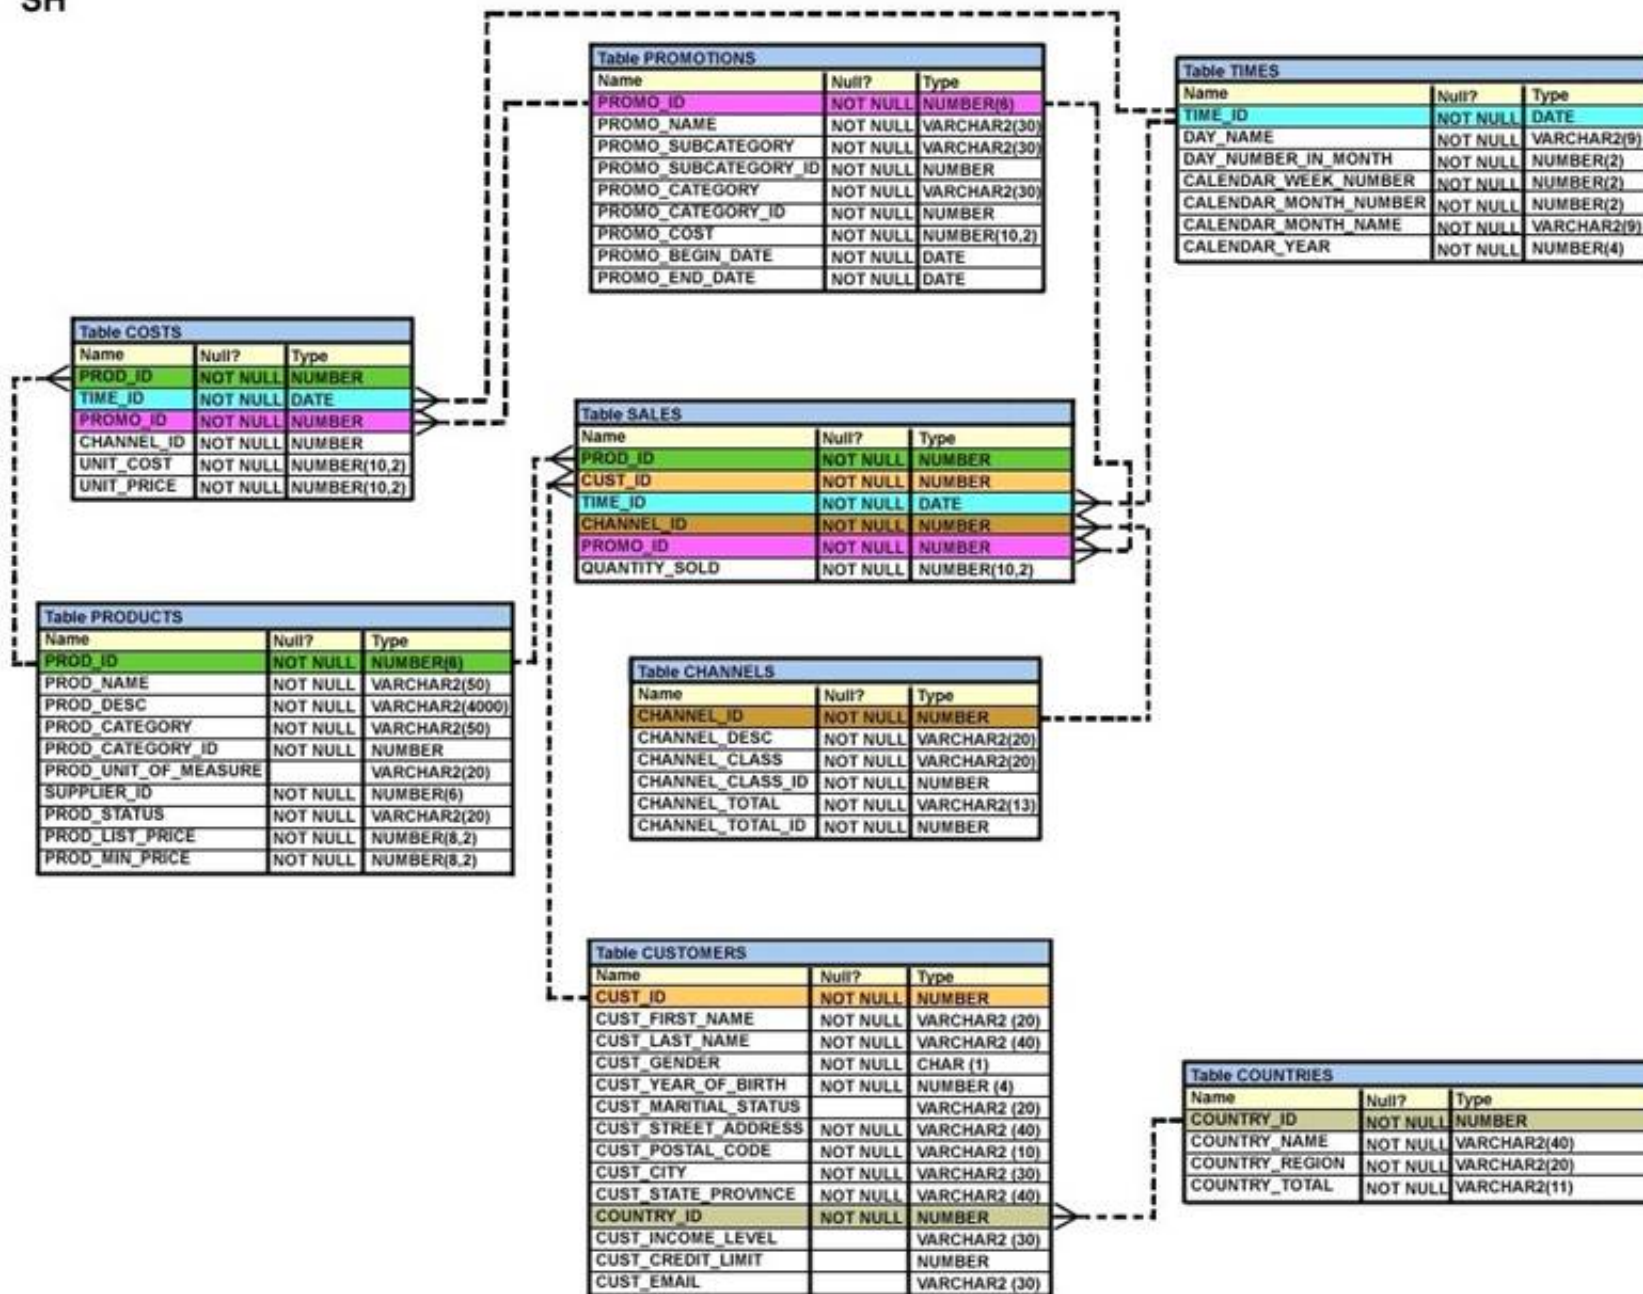 SH
Table PROMOTIONS
Name Null? Type
PROMO_ID NOT NULL NUMBER(6)
PROMO_NAME NOT NULL VARCHAR2(30)
PROMO_SUBCATEGORY NOT NULL VARCHAR2(30)
PROMO_SUBCATEGORY_ID NOT NULL NUMBER
PROMO_CATEGORY NOT NULL VARCHAR2(30)
PROMO_CATEGORY_ID NOT NULL NUMBER
PROMO_COST NOT NULL NUMBER(10,2)
PROMO_BEGIN_DATE NOT NULL DATE
PROMO_END_DATE NOT NULL DATE
Table TIMES
Name Null? Type
TIME_ID NOT NULL DATE
DAY_NAME NOT NULL VARCHAR2(9)
DAY_NUMBER_IN_MONTH NOT NULL NUMBER(2)
CALENDAR_WEEK_NUMBER NOT NULL NUMBER(2)
CALENDAR_MONTH_NUMBER NOT NULL NUMBER(2)
CALENDAR_MONTH_NAME NOT NULL VARCHAR2(9)
CALENDAR_YEAR NOT NULL NUMBER(4)
Table COSTS
Name Null? Type
PROD_ID NOT NULL NUMBER
TIME_ID NOT NULL DATE
PROMO_ID NOT NULL NUMBER
CHANNEL_ID NOT NULL NUMBER
UNIT_COST NOT NULL NUMBER(10,2)
UNIT_PRICE NOT NULL NUMBER(10,2)
Table SALES
Name Null? Type
PROD_ID NOT NULL NUMBER
CUST_ID NOT NULL NUMBER
TIME_ID NOT NULL DATE
CHANNEL_ID NOT NULL NUMBER
PROMO_ID NOT NULL NUMBER
QUANTITY_SOLD NOT NULL NUMBER(10,2)
Table PRODUCTS
Name Null? Type
PROD_ID NOT NULL NUMBER(6)
PROD_NAME NOT NULL VARCHAR2(50)
PROD_DESC NOT NULL VARCHAR2(4000)
PROD_CATEGORY NOT NULL VARCHAR2(50)
PROD_CATEGORY_ID NOT NULL NUMBER
PROD_UNIT_OF_MEASURE VARCHAR2(20)
SUPPLIER_ID NOT NULL NUMBER(6)
PROD_STATUS NOT NULL VARCHAR2(20)
PROD_LIST_PRICE NOT NULL NUMBER(8,2)
PROD_MIN_PRICE NOT NULL NUMBER(8,2)
Table CHANNELS
Name Null? Type
CHANNEL_ID NOT NULL NUMBER
CHANNEL_DESC NOT NULL VARCHAR2(20)
CHANNEL_CLASS NOT NULL VARCHAR2(20)
CHANNEL_CLASS_ID NOT NULL NUMBER
CHANNEL_TOTAL NOT NULL VARCHAR2(13)
CHANNEL_TOTAL_ID NOT NULL NUMBER
Table CUSTOMERS
Name Null? Type
CUST_ID NOT NULL NUMBER
CUST_FIRST_NAME NOT NULL VARCHAR2 (20)
CUST_LAST_NAME NOT NULL VARCHAR2 (40)
CUST_GENDER NOT NULL CHAR (1)
CUST_YEAR_OF_BIRTH NOT NULL NUMBER (4)
CUST_MARITIAL_STATUS VARCHAR2 (20)
CUST_STREET_ADDRESS NOT NULL VARCHAR2 (40)
CUST_POSTAL_CODE NOT NULL VARCHAR2 (10)
CUST_CITY NOT NULL VARCHAR2 (30)
CUST_STATE_PROVINCE NOT NULL VARCHAR2 (40)
COUNTRY_ID NOT NULL NUMBER
CUST_INCOME_LEVEL VARCHAR2 (30)
CUST_CREDIT_LIMIT NUMBER
CUST_EMAIL VARCHAR2 (30)
Table COUNTRIES
Name Null? Type
COUNTRY_ID NOT NULL NUMBER
COUNTRY_NAME NOT NULL VARCHAR2(40)
COUNTRY_REGION NOT NULL VARCHAR2(20)
COUNTRY_TOTAL NOT NULL VARCHAR2(11)